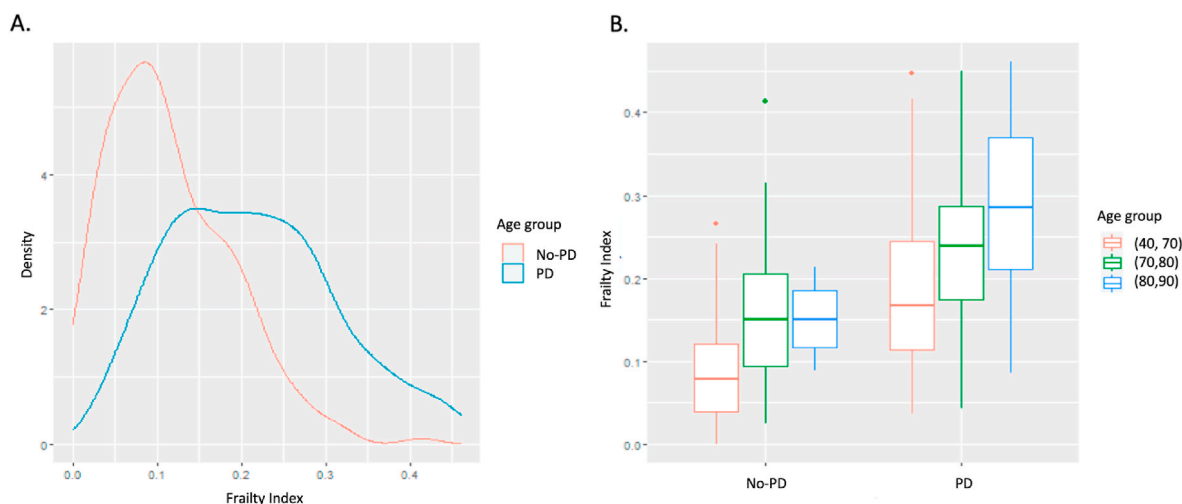 A.
Density
4
2
0
0.0 0.1 0.2 0.3 0.4
Frailty Index
Age group
No-PD
PD
B.
Frailty Index
0.4
0.3
0.2
0.1
0.0
No-PD PD
Age group
(40, 70)
(70,80)
(80,90)